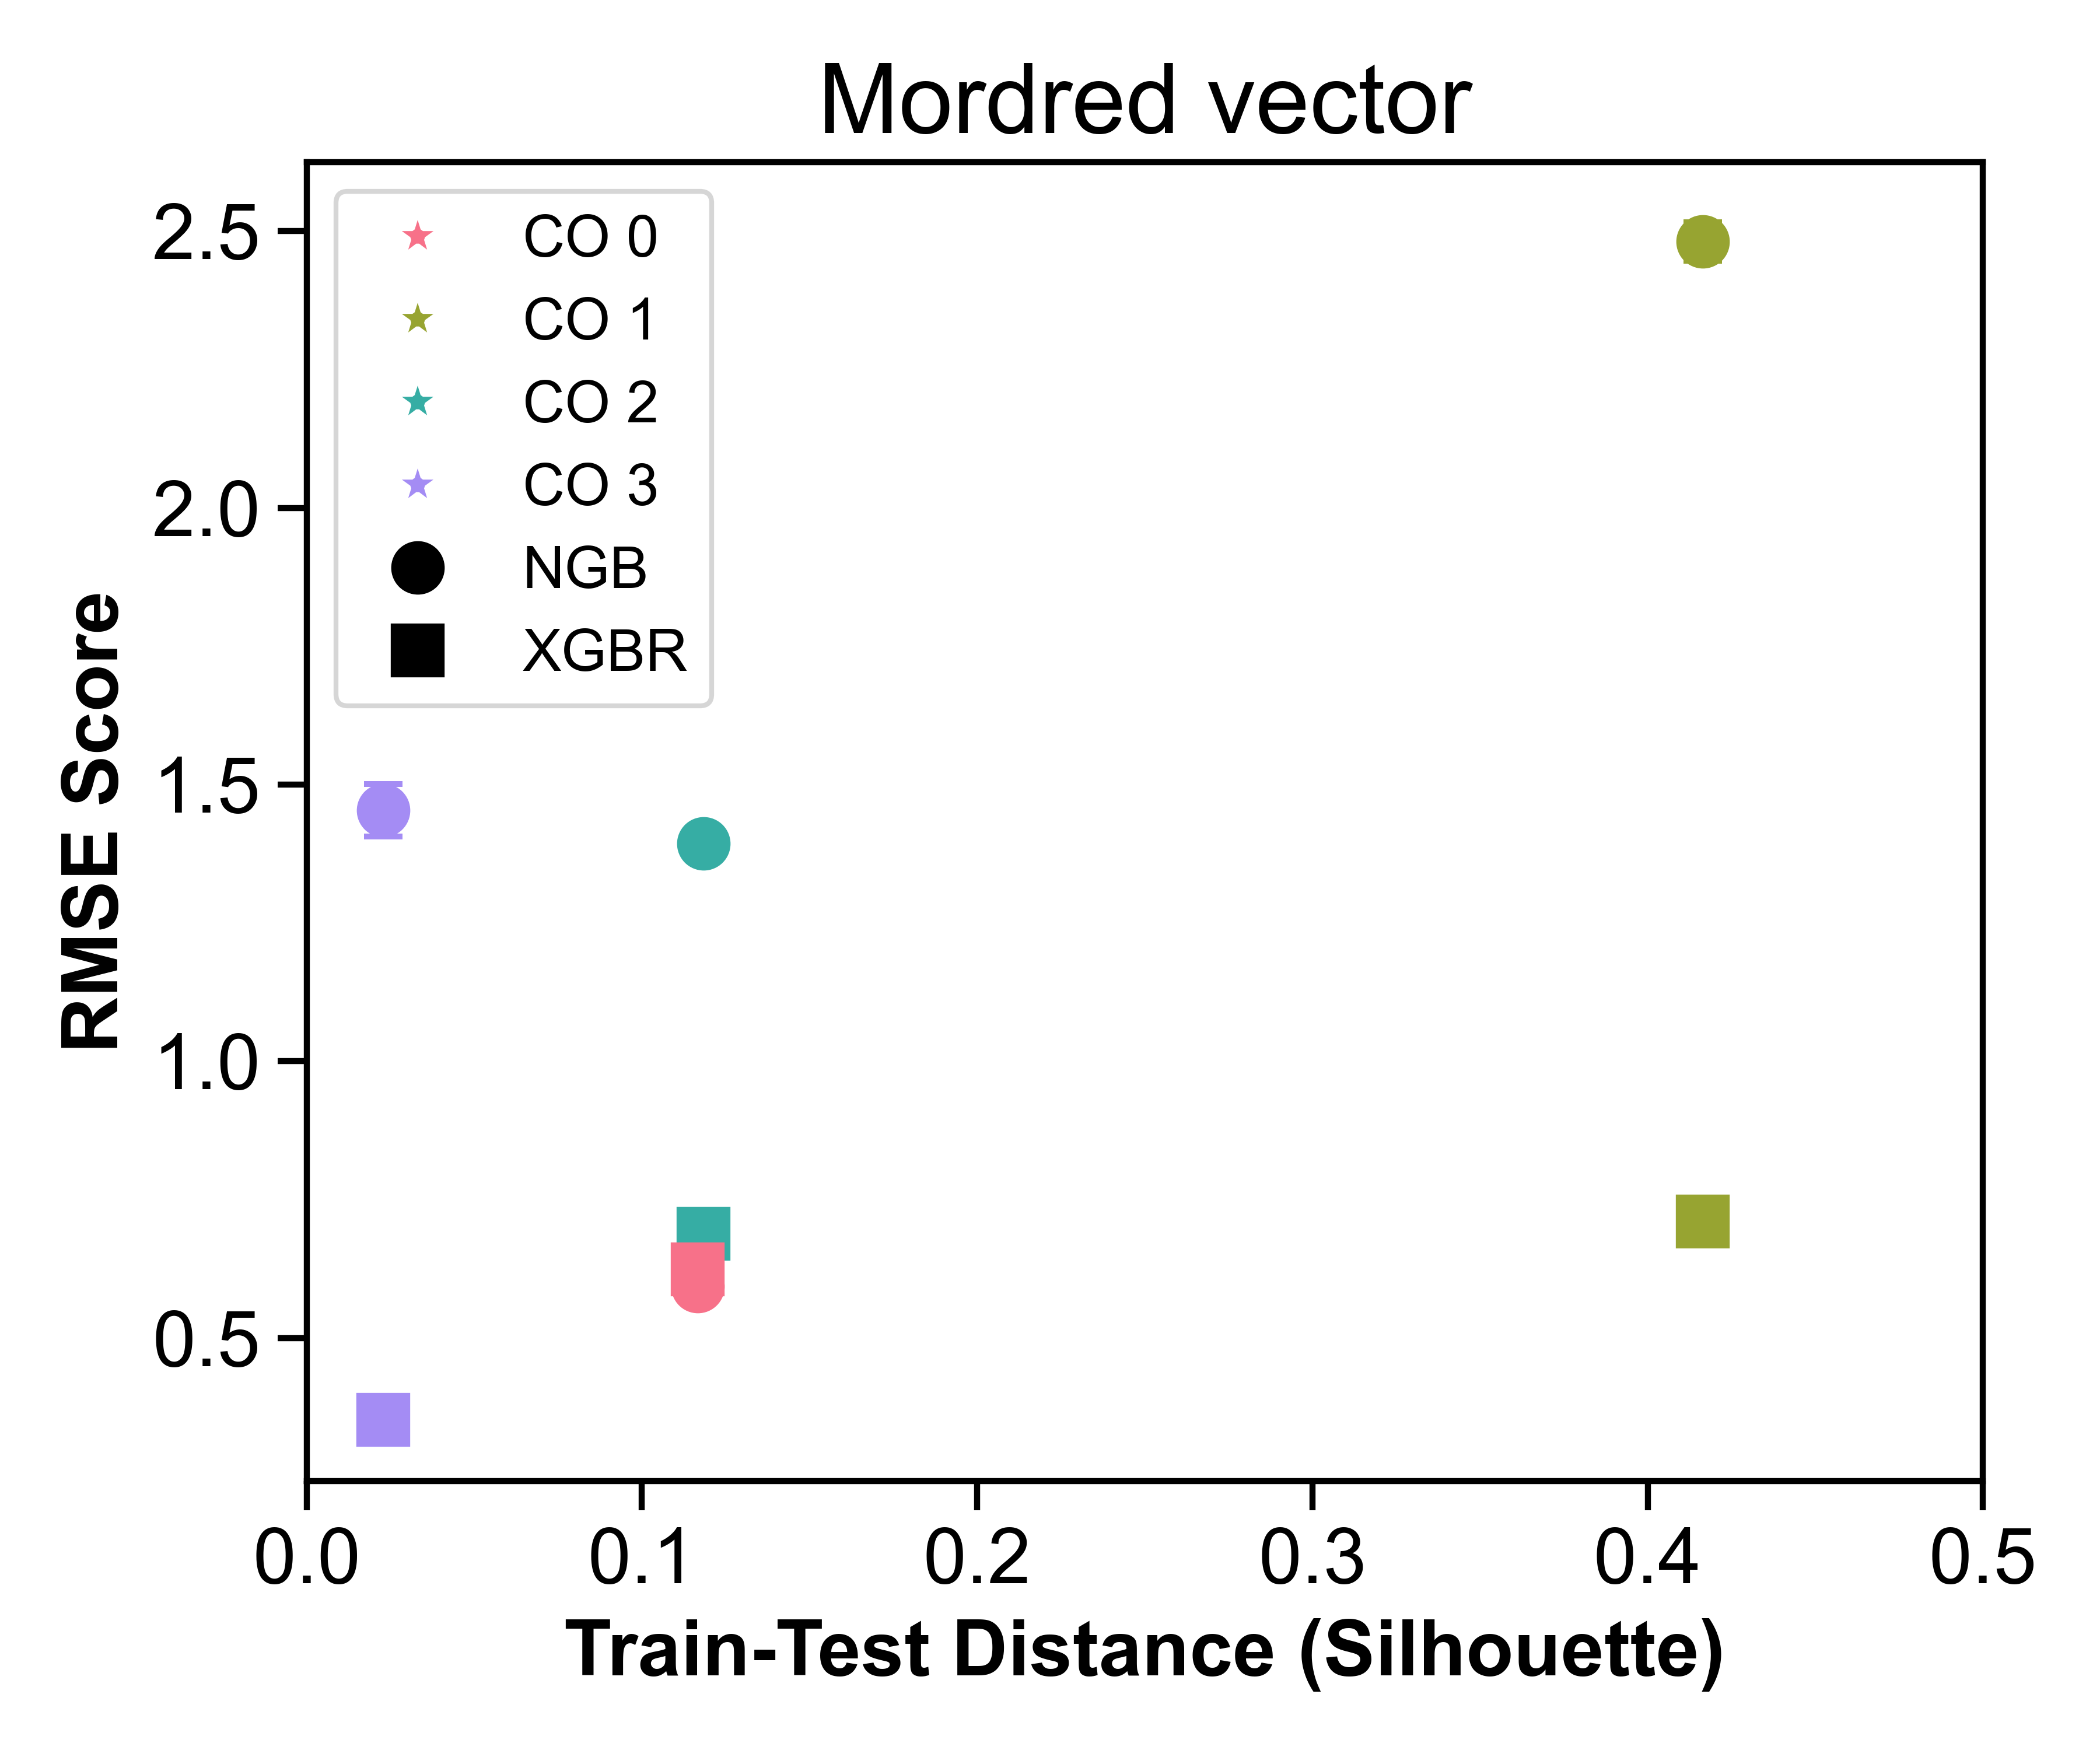 Mordred vector
CO 0
CO 1
CO 2
CO 3
NGB
XGBR
RMSE Score
2.5
2.0
1.5
1.0
0.5
0.0 0.1 0.2 0.3 0.4 0.5
Train-Test Distance (Silhouette)